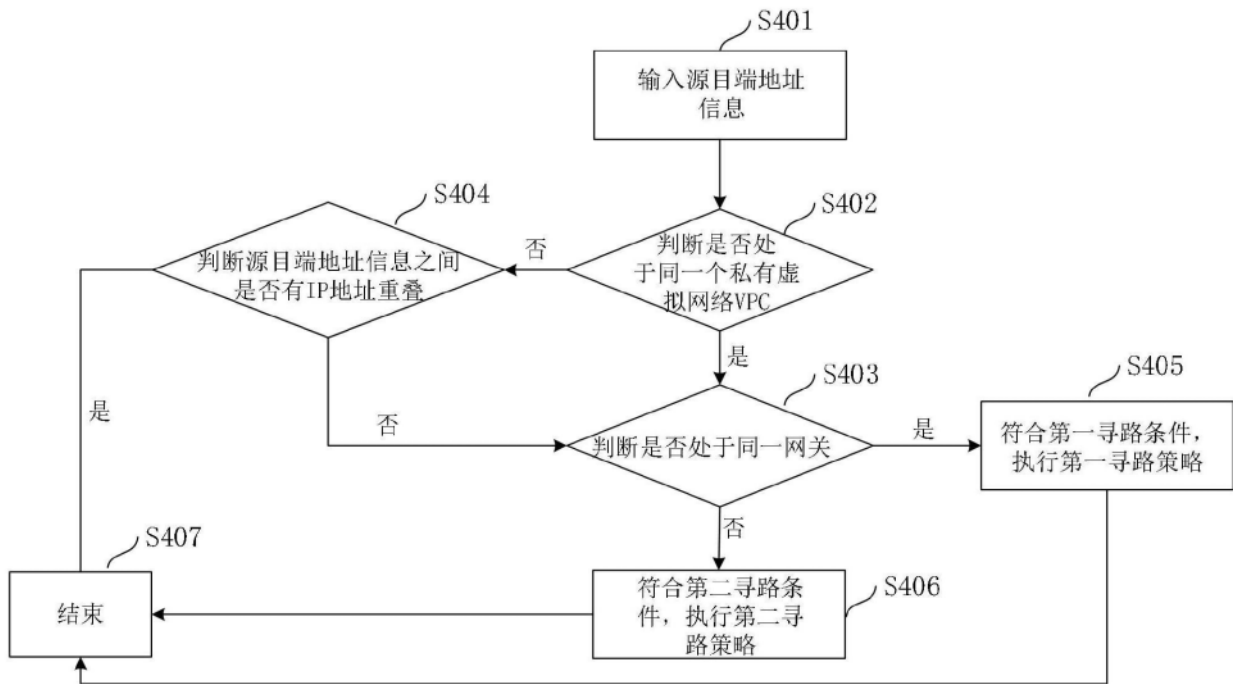 S401
输入源目端地址
信息
S404
S402
判断源目端地址信息之间
是否有IP地址重叠
否
判断是否处
于同一个私有虚
拟网络VPC
是
S403
S405
是
否
判断是否处于同一网关
是
符合第一寻路条件，
执行第一寻路策略
否
S407
结束
符合第二寻路条
件，执行第二寻
路策略
S406